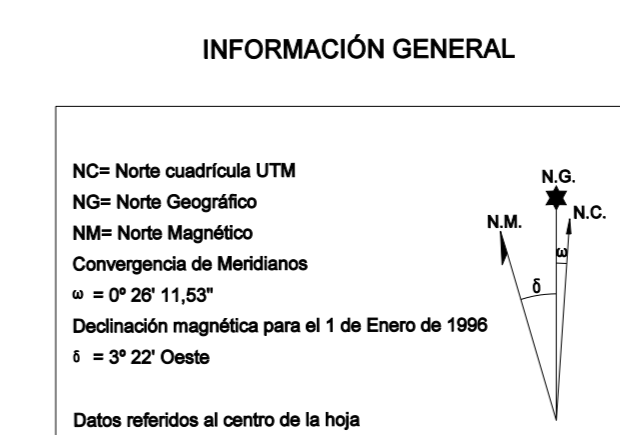 INFORMACIÓN GENERAL
NC= Norte cuadrícula UTM
NG= Norte Geográfico
NM= Norte Magnético
Convergencia de Meridianos
ω = 0º 26' 11,53"
Declinación magnética para el 1 de Enero de 1996
δ = 3º 22' Oeste
Datos referidos al centro de la hoja
N.G.
N.C.
N.M.
ω
δ